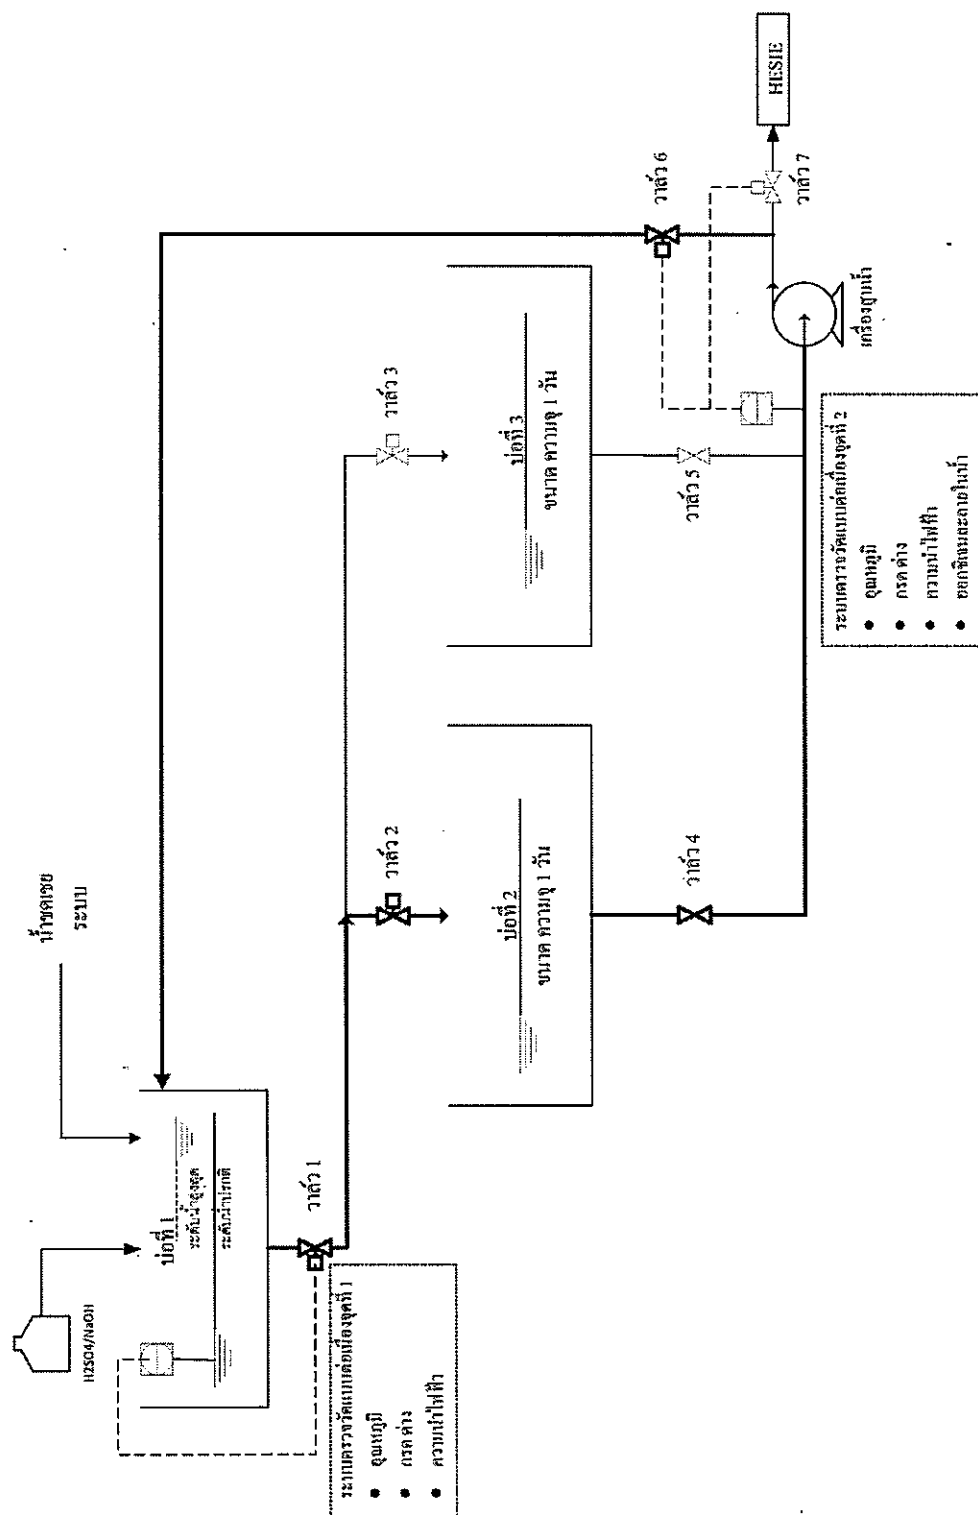 น้ำชดเชย
ระบบ
H2SO4/NaOH
บ่อที่ 1
ระดับน้ำสูงสุด
ระดับน้ำปรกติ
วาล์ว 1
ระบบตรวจวัดแบบต่อเนื่องจุดที่ 1
● อุณหภูมิ
● กรด ด่าง
● ความนำไฟฟ้า
วาล์ว 2
บ่อที่ 2
ขนาด ความจุ 1 วัน
วาล์ว 4
วาล์ว 3
บ่อที่ 3
ขนาด ความจุ 1 วัน
วาล์ว 5
วาล์ว 6
วาล์ว 7
HESIE
เครื่องสูบน้ำ
ระบบตรวจวัดแบบต่อเนื่องจุดที่ 2
● อุณหภูมิ
● กรด ด่าง
● ความนำไฟฟ้า
● ออกซิเจนละลายในน้ำ